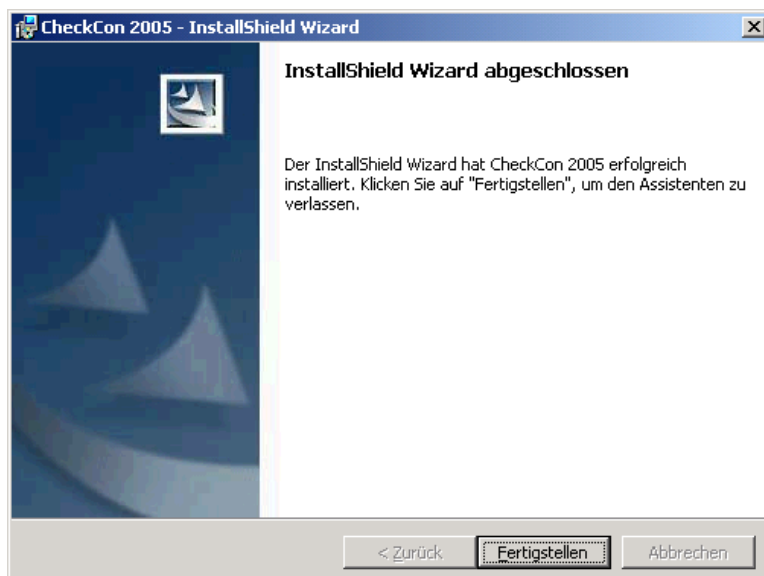 CheckCon 2005 - InstallShield Wizard
InstallShield Wizard abgeschlossen
Der InstallShield Wizard hat CheckCon 2005 erfolgreich
installiert. Klicken Sie auf "Fertigstellen", um den Assistenten zu
verlassen.
< Zurück Fertigstellen Abbrechen